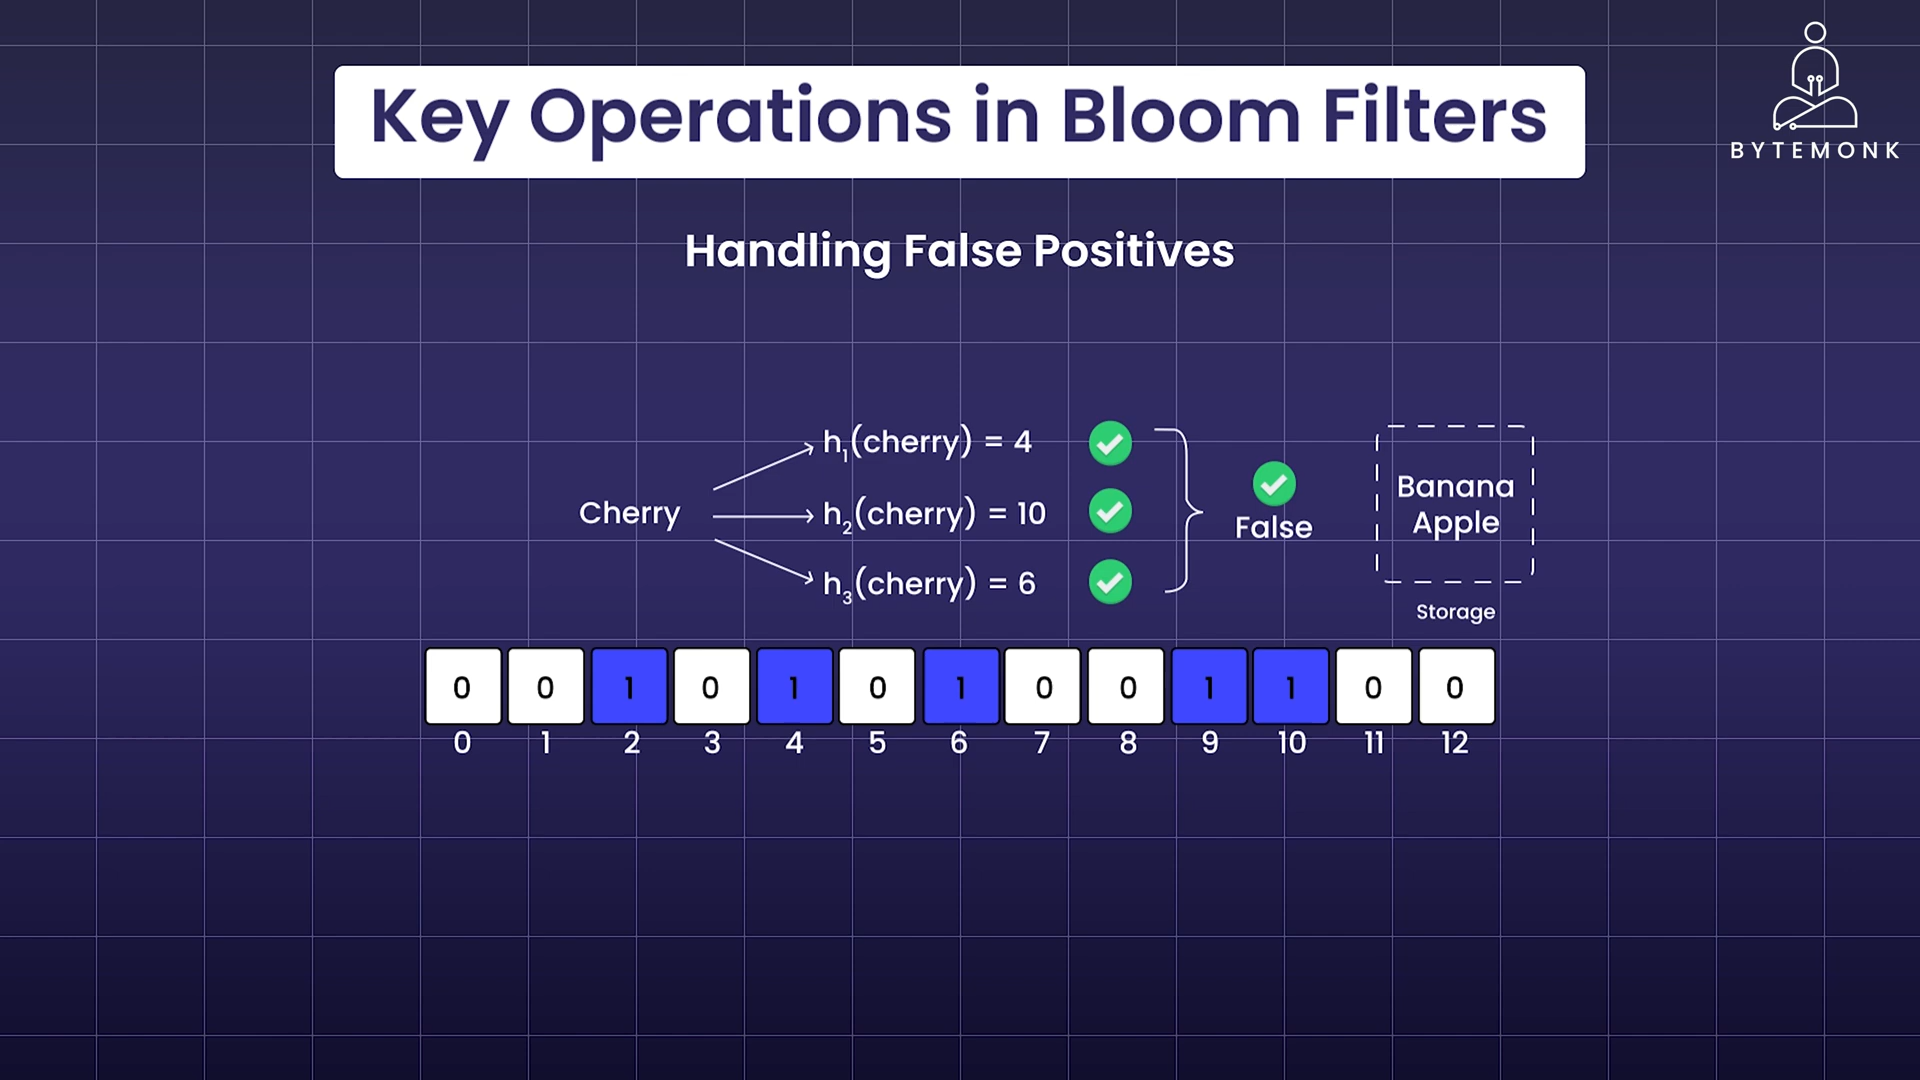 Key Operations in Bloom Filters
BYTEMONK
Handling False Positives
Cherry
h1(cherry) = 4
h2(cherry) = 10
h3(cherry) = 6
False
Banana
Apple
Storage
0 0 1 0 1 0 1 0 0 1 1 0 0
0 1 2 3 4 5 6 7 8 9 10 11 12